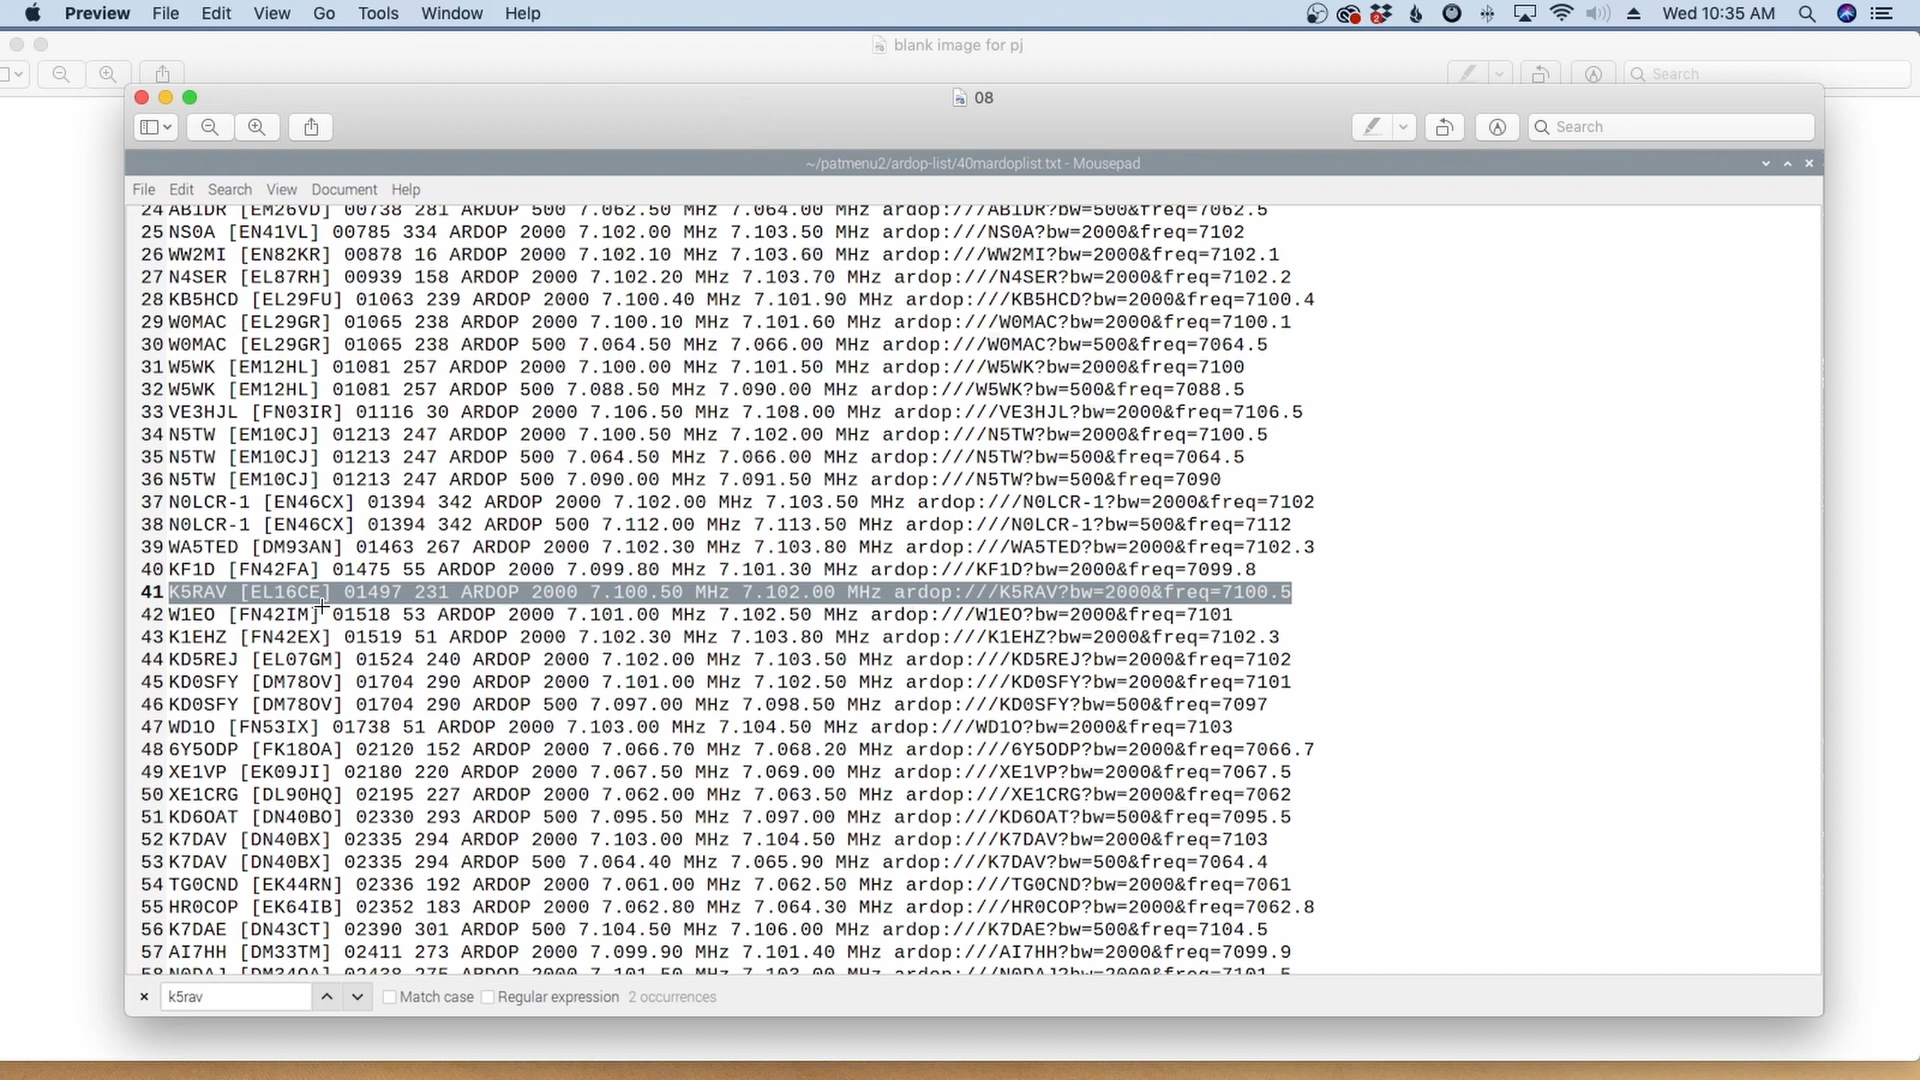 Preview File Edit View Go Tools Window Help
2
Wed 10:35 AM
blank image for pj
Search
08
Search
~/patmenu2/ardop-list/40mardoplist.txt - Mousepad
File Edit Search View Document Help
24 AB1DR [EM26VD] 00738 281 ARDOP 500 7.062.50 MHz 7.064.00 MHz ardop:///AB1DR?bw=500&freq=7062.5
25 NS0A [EN41VL] 00785 334 ARDOP 2000 7.102.00 MHz 7.103.50 MHz ardop:///NS0A?bw=2000&freq=7102
26 WW2MI [EN82KR] 00878 16 ARDOP 2000 7.102.10 MHz 7.103.60 MHz ardop:///WW2MI?bw=2000&freq=7102.1
27 N4SER [EL87RH] 00939 158 ARDOP 2000 7.102.20 MHz 7.103.70 MHz ardop:///N4SER?bw=2000&freq=7102.2
28 KB5HCD [EL29FU] 01063 239 ARDOP 2000 7.100.40 MHz 7.101.90 MHz ardop:///KB5HCD?bw=2000&freq=7100.4
29 W0MAC [EL29GR] 01065 238 ARDOP 2000 7.100.10 MHz 7.101.60 MHz ardop:///W0MAC?bw=2000&freq=7100.1
30 W0MAC [EL29GR] 01065 238 ARDOP 500 7.064.50 MHz 7.066.00 MHz ardop:///W0MAC?bw=500&freq=7064.5
31 W5WK [EM12HL] 01081 257 ARDOP 2000 7.100.00 MHz 7.101.50 MHz ardop:///W5WK?bw=2000&freq=7100
32 W5WK [EM12HL] 01081 257 ARDOP 500 7.088.50 MHz 7.090.00 MHz ardop:///W5WK?bw=500&freq=7088.5
33 VE3HJL [FN03IR] 01116 30 ARDOP 2000 7.106.50 MHz 7.108.00 MHz ardop:///VE3HJL?bw=2000&freq=7106.5
34 N5TW [EM10CJ] 01213 247 ARDOP 2000 7.100.50 MHz 7.102.00 MHz ardop:///N5TW?bw=2000&freq=7100.5
35 N5TW [EM10CJ] 01213 247 ARDOP 500 7.064.50 MHz 7.066.00 MHz ardop:///N5TW?bw=500&freq=7064.5
36 N5TW [EM10CJ] 01213 247 ARDOP 500 7.090.00 MHz 7.091.50 MHz ardop:///N5TW?bw=500&freq=7090
37 N0LCR-1 [EN46CX] 01394 342 ARDOP 2000 7.102.00 MHz 7.103.50 MHz ardop:///N0LCR-1?bw=2000&freq=7102
38 N0LCR-1 [EN46CX] 01394 342 ARDOP 500 7.112.00 MHz 7.113.50 MHz ardop:///N0LCR-1?bw=500&freq=7112
39 WA5TED [DM93AN] 01463 267 ARDOP 2000 7.102.30 MHz 7.103.80 MHz ardop:///WA5TED?bw=2000&freq=7102.3
40 KF1D [FN42FA] 01475 55 ARDOP 2000 7.099.80 MHz 7.101.30 MHz ardop:///KF1D?bw=2000&freq=7099.8
41 K5RAV [EL16CE] 01497 231 ARDOP 2000 7.100.50 MHz 7.102.00 MHz ardop:///K5RAV?bw=2000&freq=7100.5
42 W1EO [FN42IM] 01518 53 ARDOP 2000 7.101.00 MHz 7.102.50 MHz ardop:///W1EO?bw=2000&freq=7101
43 K1EHZ [FN42EX] 01519 51 ARDOP 2000 7.102.30 MHz 7.103.80 MHz ardop:///K1EHZ?bw=2000&freq=7102.3
44 KD5REJ [EL07GM] 01524 240 ARDOP 2000 7.102.00 MHz 7.103.50 MHz ardop:///KD5REJ?bw=2000&freq=7102
45 KD0SFY [DM78OV] 01704 290 ARDOP 2000 7.101.00 MHz 7.102.50 MHz ardop:///KD0SFY?bw=2000&freq=7101
46 KD0SFY [DM78OV] 01704 290 ARDOP 500 7.097.00 MHz 7.098.50 MHz ardop:///KD0SFY?bw=500&freq=7097
47 WD1O [FN53IX] 01738 51 ARDOP 2000 7.103.00 MHz 7.104.50 MHz ardop:///WD1O?bw=2000&freq=7103
48 6Y5ODP [FK18OA] 02120 152 ARDOP 2000 7.066.70 MHz 7.068.20 MHz ardop:///6Y5ODP?bw=2000&freq=7066.7
49 XE1VP [EK09JI] 02180 220 ARDOP 2000 7.067.50 MHz 7.069.00 MHz ardop:///XE1VP?bw=2000&freq=7067.5
50 XE1CRG [DL90HQ] 02195 227 ARDOP 2000 7.062.00 MHz 7.063.50 MHz ardop:///XE1CRG?bw=2000&freq=7062
51 KD6OAT [DN40BO] 02330 293 ARDOP 500 7.095.50 MHz 7.097.00 MHz ardop:///KD6OAT?bw=500&freq=7095.5
52 K7DAV [DN40BX] 02335 294 ARDOP 2000 7.103.00 MHz 7.104.50 MHz ardop:///K7DAV?bw=2000&freq=7103
53 K7DAV [DN40BX] 02335 294 ARDOP 500 7.064.40 MHz 7.065.90 MHz ardop:///K7DAV?bw=500&freq=7064.4
54 TG0CND [EK44RN] 02336 192 ARDOP 2000 7.061.00 MHz 7.062.50 MHz ardop:///TG0CND?bw=2000&freq=7061
55 HR0COP [EK64IB] 02352 183 ARDOP 2000 7.062.80 MHz 7.064.30 MHz ardop:///HR0COP?bw=2000&freq=7062.8
56 K7DAE [DN43CT] 02390 301 ARDOP 500 7.104.50 MHz 7.106.00 MHz ardop:///K7DAE?bw=500&freq=7104.5
57 AI7HH [DM33TM] 02411 273 ARDOP 2000 7.099.90 MHz 7.101.40 MHz ardop:///AI7HH?bw=2000&freq=7099.9
k5rav Match case Regular expression 2 occurrences